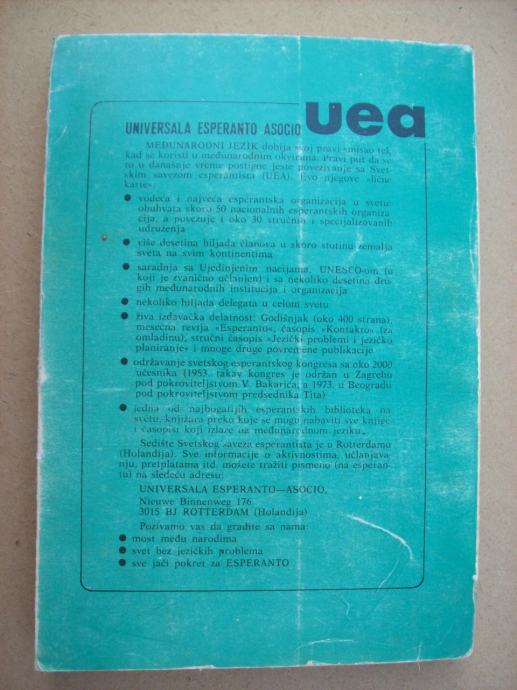 UNIVERSALA ESPERANTO ASOCIO uea
MEĐUNARODNI JEZIK dobija svoj pravi smisao tek
kad se koristi u međunarodnim okvirima. Pravi put da se
to u današnje vreme postigne jeste povezivanje sa Svet-
skim savezom esperantista (UEA). Evo njegove »lične
karte«:
● vodeća i najveća esperantska organizacija u svetu:
obuhvata skoro 50 nacionalnih esperantskih organiza
cija, a povezuje i oko 30 stručnih i specijalizovanih
udruženja
● više desetina hiljada članova u skoro stotinu zemalja
sveta na svim kontinentima
● saradnja sa Ujedinjenim nacijama, UNESCO-om (u
koji je zvanično učlanjen) i sa nekoliko desetina dru-
gih međunarodnih institucija i organizacija
● nekoliko hiljada delegata u celom svetu
● živa izdavačka delatnost: Godišnjak (oko 400 strana),
mesečna revija »Esperanto«, časopis »Kontakto« (za
omladinu), stručni časopis »Jezički problemi i jezičko
planiranje« i mnoge druge povremene publikacije
● održavanje svetskog esperantskog kongresa sa oko 2000
učesnika (1953. takav kongres je održan u Zagrebu
pod pokroviteljstvom V. Bakarića, a 1973. u Beogradu
pod pokroviteljstvom predsednika Tita)
● jedna od najbogatijih esperantskih biblioteka na
svetu, knjižara preko koje se mogu nabaviti sve knjige
i časopisi koji izlaze na međunarodnom jeziku.
Sedište Svetskog saveza esperantista je u Rotterdamu
(Holandija). Sve informacije o aktivnostima, učlanjava-
nju, pretplatama itd. možete tražiti pismeno (na esperan-
tu) na sledeću adresu:
UNIVERSALA ESPERANTO—ASOCIO,
Nieuwe Binnenweg 176
3015 BJ ROTTERDAM (Holandija)
Pozivamo vas da gradite sa nama:
● most među narodima
● svet bez jezičkih problema
● sve jači pokret za ESPERANTO